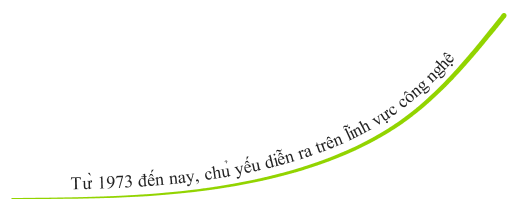 Từ 1973 đến nay, chủ yếu diễn ra trên lĩnh vực công nghệ